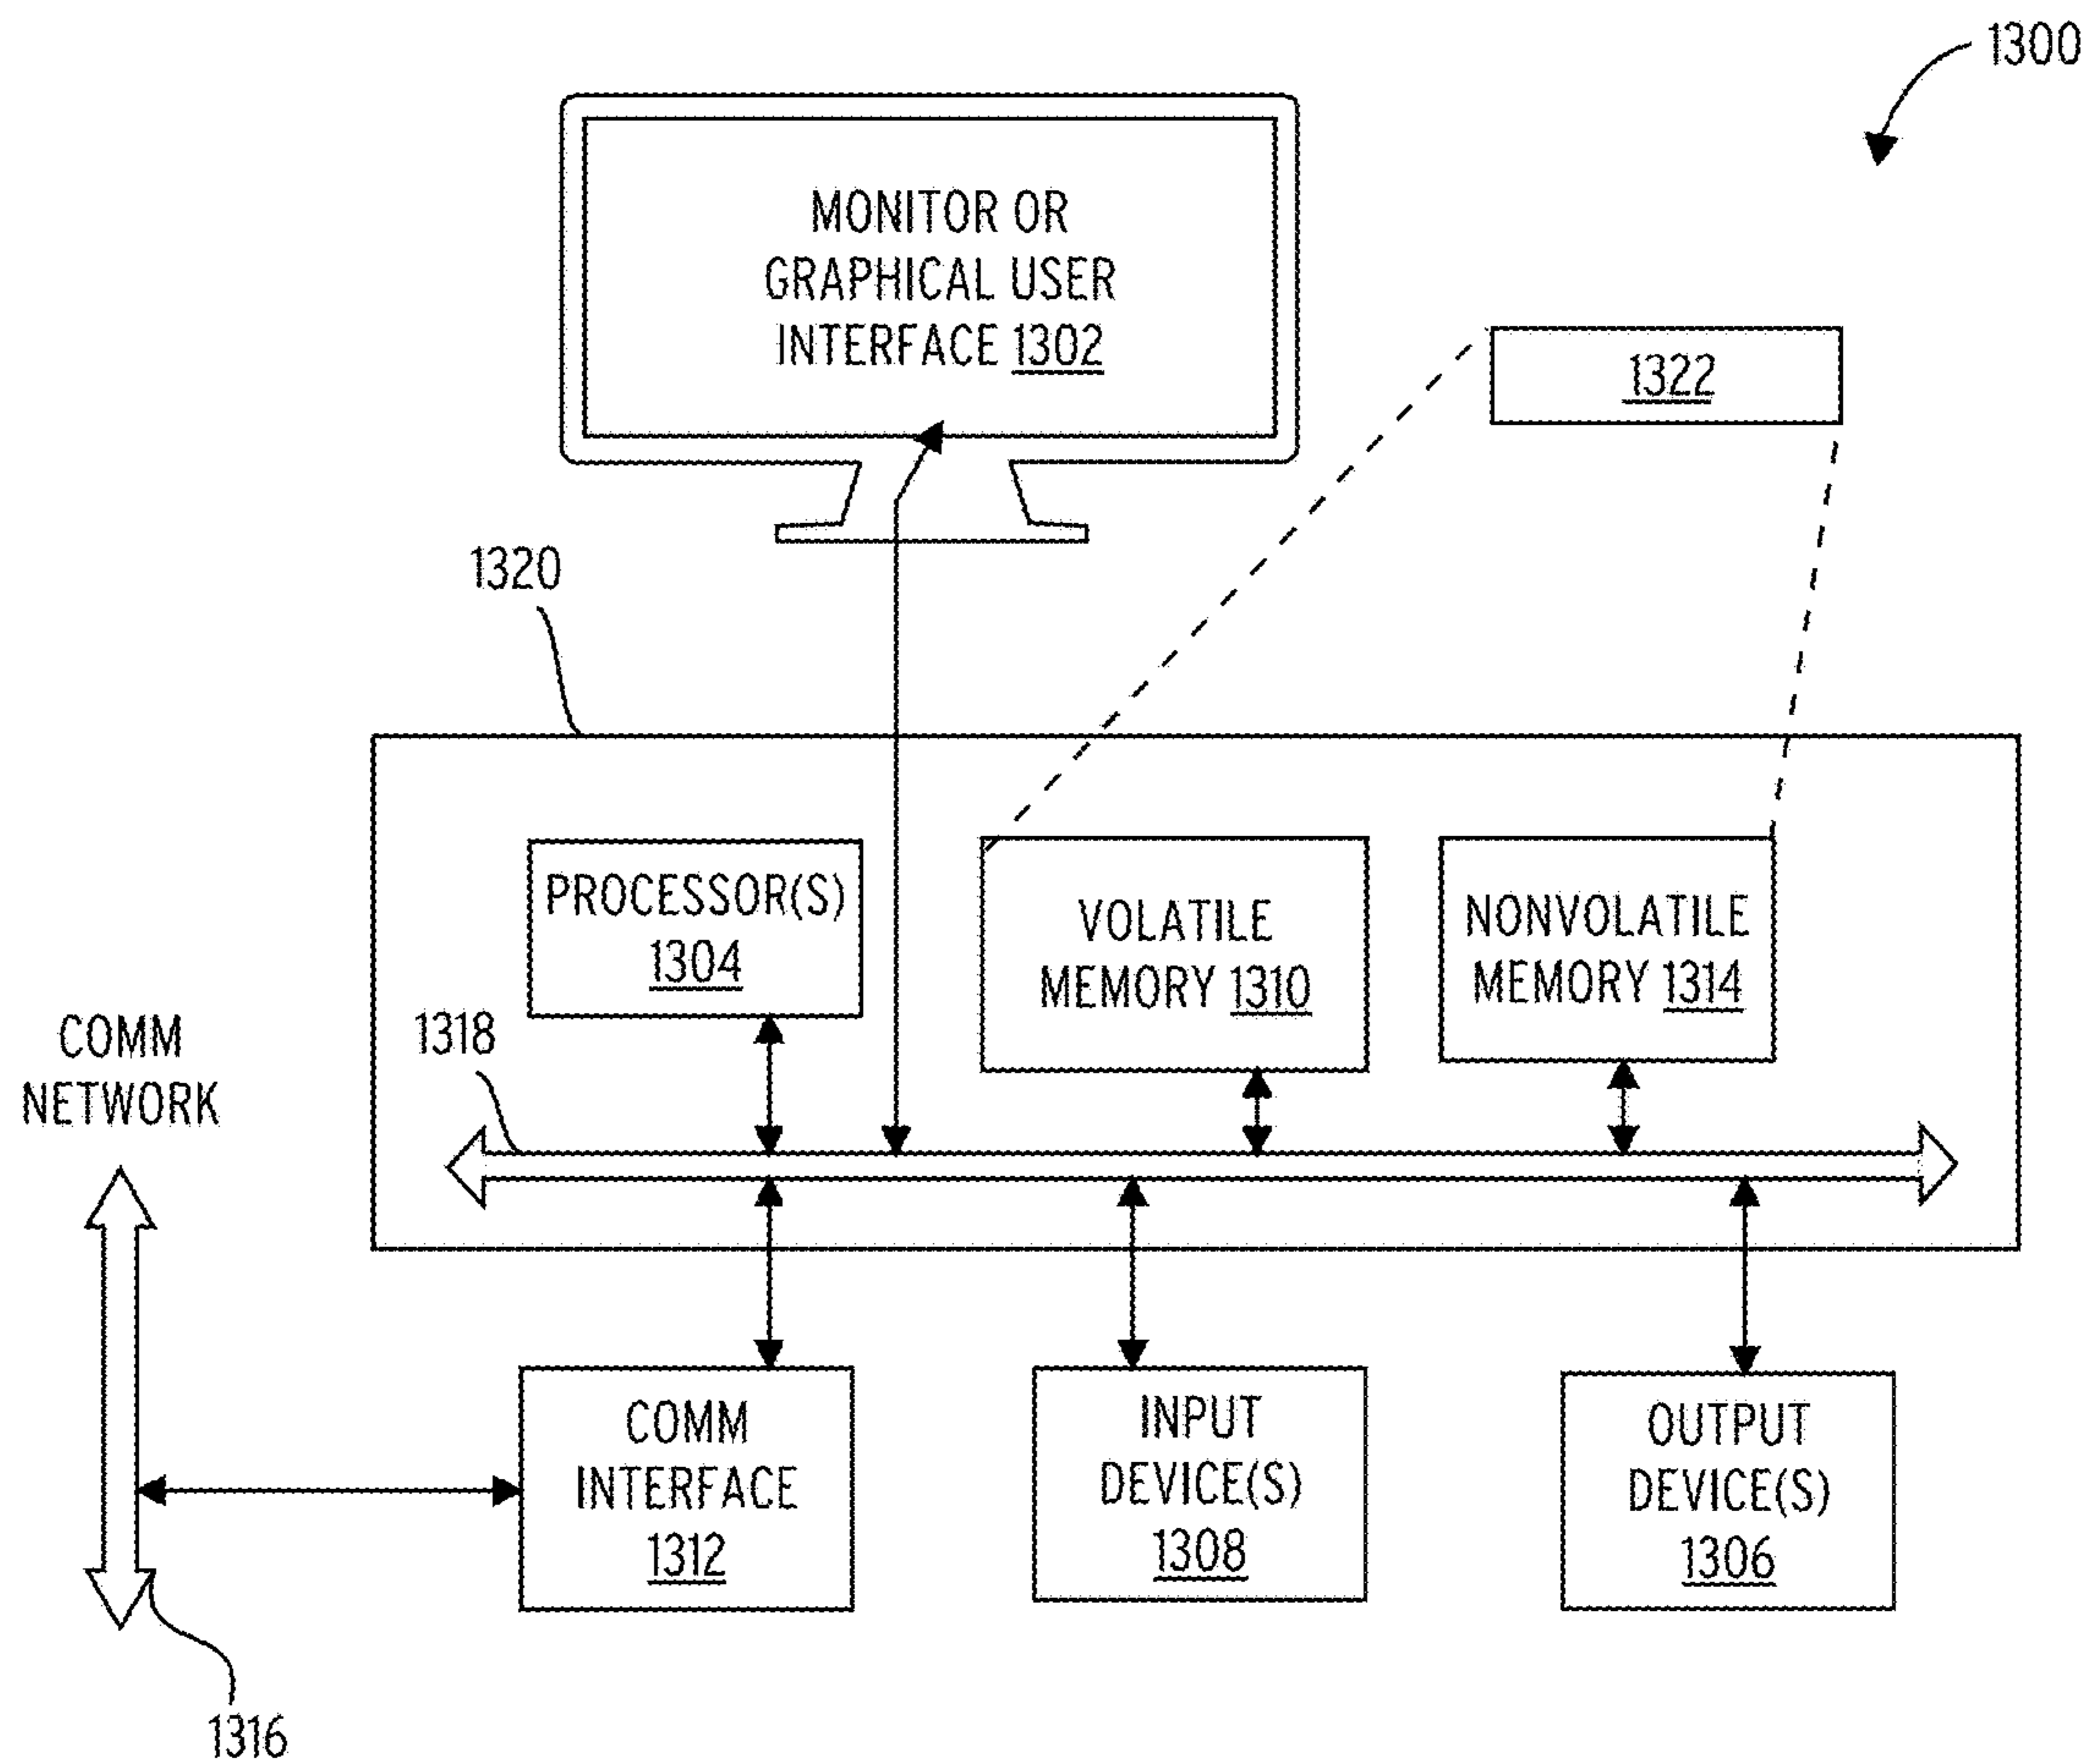 1300
MONITOR OR
GRAPHICAL USER
INTERFACE 1302
1322
1320
PROCESSOR(S)
1304
VOLATILE
MEMORY 1310
NONVOLATILE
MEMORY 1314
1318
COMM
NETWORK
COMM
INTERFACE
1312
INPUT
DEVICE(S)
1308
OUTPUT
DEVICE(S)
1306
1316